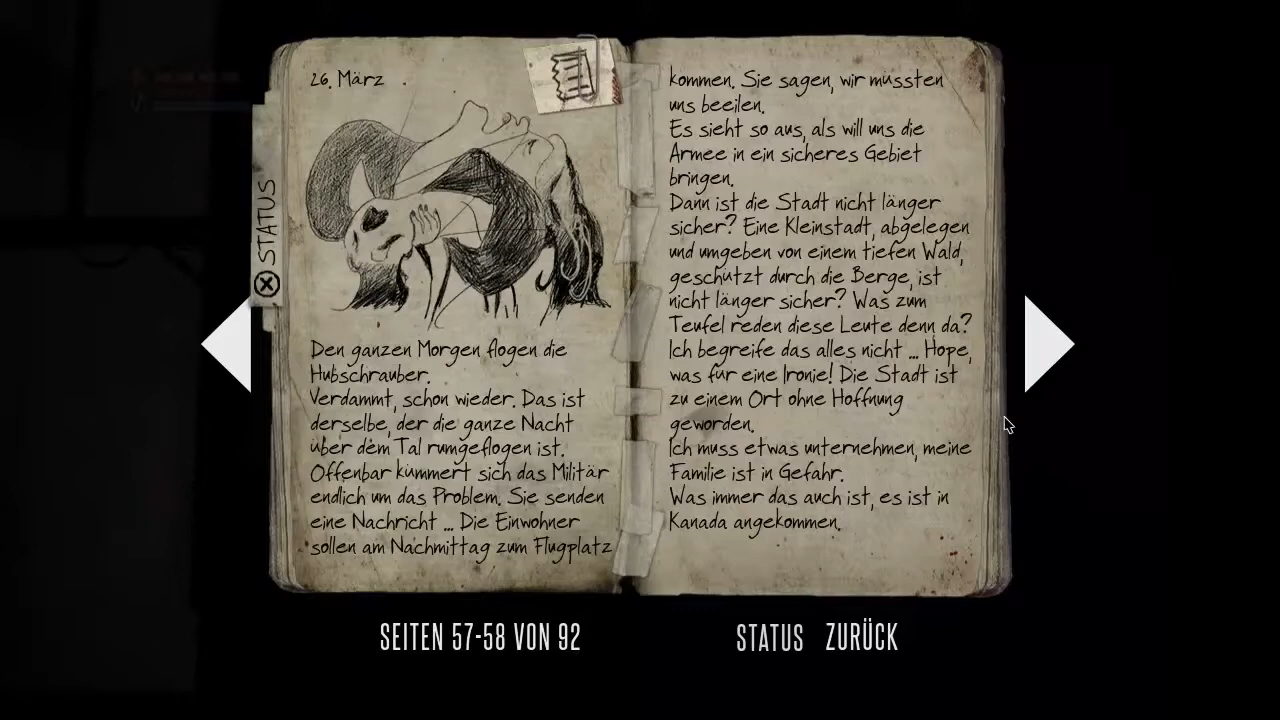 26. März
STATUS
Den ganzen Morgen flogen die
Hubschrauber.
Verdammt, schon wieder. Das ist
derselbe, der die ganze Nacht
über dem Tal rumgeflogen ist.
Offenbar kümmert sich das Militär
endlich um das Problem. Sie senden
eine Nachricht ... Die Einwohner
sollen am Nachmittag zum Flugplatz
kommen. Sie sagen, wir müssten
uns beeilen.
Es sieht so aus, als will uns die
Armee in ein sicheres Gebiet
bringen.
Dann ist die Stadt nicht länger
sicher? Eine Kleinstadt, abgelegen
und umgeben von einem tiefen Wald,
geschützt durch die Berge, ist
nicht länger sicher? Was zum
Teufel reden diese Leute denn da?
Ich begreife das alles nicht ... Hope,
was für eine Ironie! Die Stadt ist
zu einem Ort ohne Hoffnung
geworden.
Ich muss etwas unternehmen, meine
Familie ist in Gefahr.
Was immer das auch ist, es ist in
Kanada angekommen.
SEITEN 57-58 VON 92
STATUS ZURÜCK